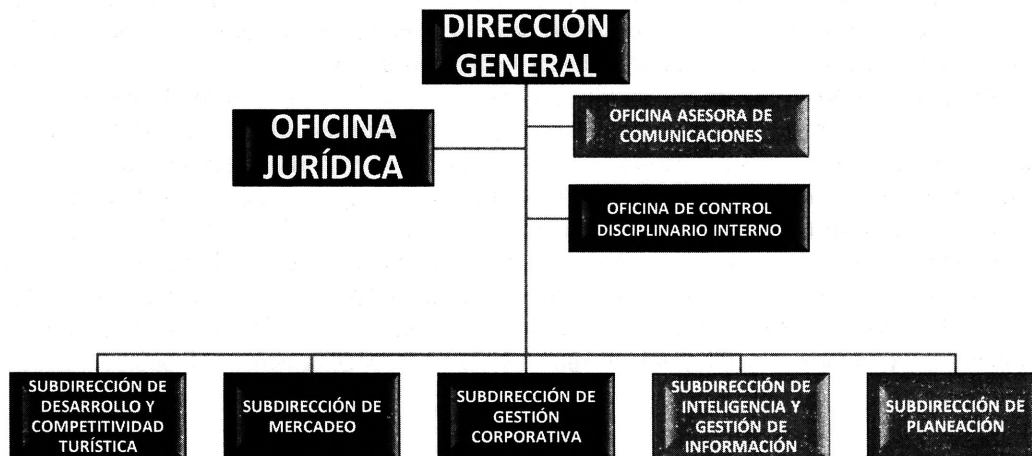 DIRECCIÓN
GENERAL
OFICINA ASESORA DE
COMUNICACIONES
OFICINA
JURÍDICA
OFICINA DE CONTROL
DISCIPLINARIO INTERNO
SUBDIRECCIÓN DE
DESARROLLO Y
COMPETITIVIDAD
TURÍSTICA
SUBDIRECCIÓN DE
MERCADEO
SUBDIRECCIÓN DE
GESTIÓN
CORPORATIVA
SUBDIRECCIÓN DE
INTELIGENCIA Y
GESTIÓN DE
INFORMACIÓN
SUBDIRECCIÓN DE
PLANEACIÓN